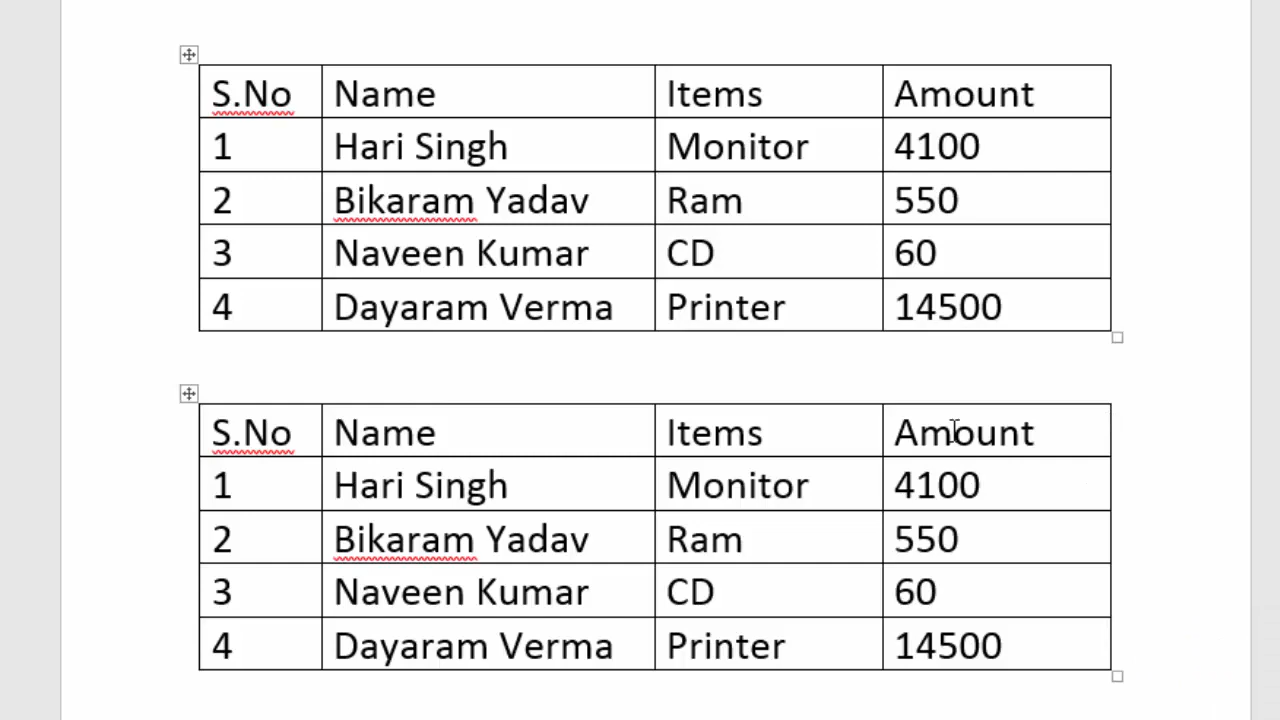 S.No Name Items Amount
1 Hari Singh Monitor 4100
2 Bikaram Yadav Ram 550
3 Naveen Kumar CD 60
4 Dayaram Verma Printer 14500
S.No Name Items Amount
1 Hari Singh Monitor 4100
2 Bikaram Yadav Ram 550
3 Naveen Kumar CD 60
4 Dayaram Verma Printer 14500